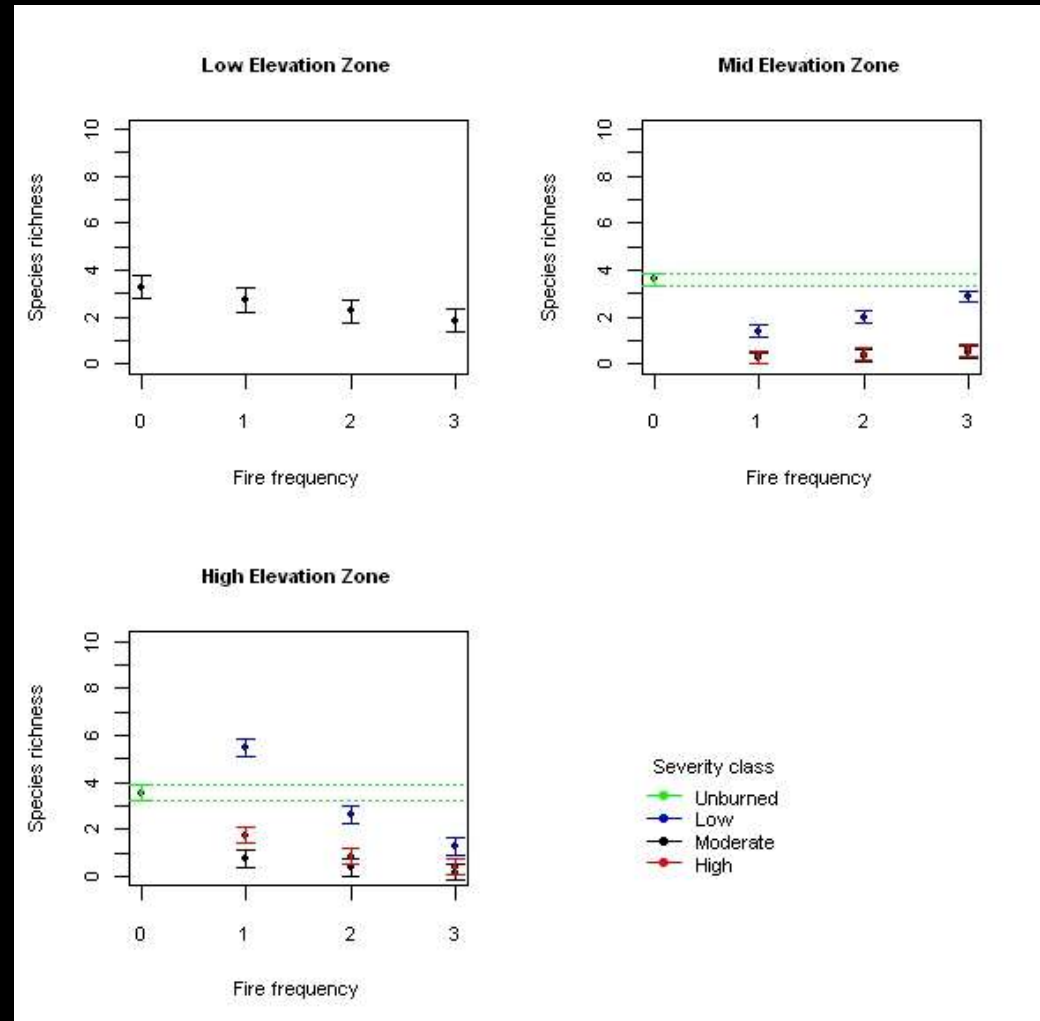 Low Elevation Zone
Species richness
0 2 4 6 8 10
0 1 2 3
Fire frequency
Mid Elevation Zone
Species richness
0 2 4 6 8 10
0 1 2 3
Fire frequency
High Elevation Zone
Species richness
0 2 4 6 8 10
0 1 2 3
Fire frequency
Severity class
Unburned
Low
Moderate
High